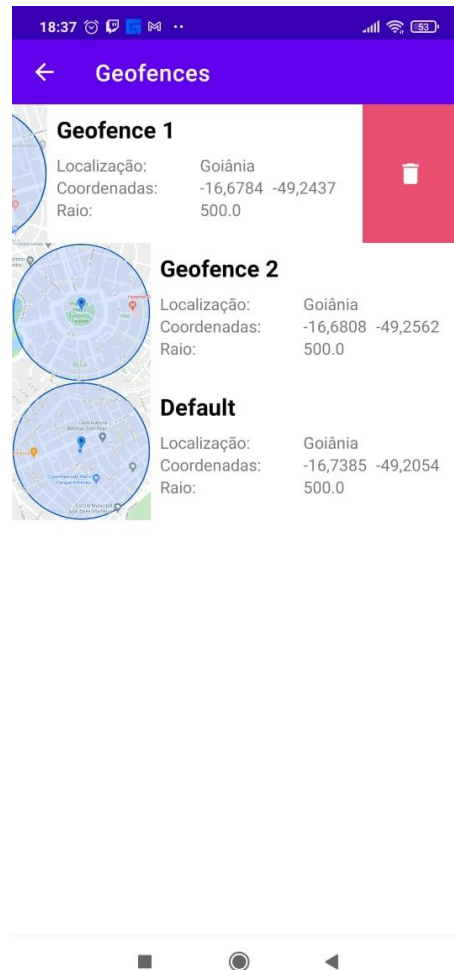 18:37
53
Geofences
Geofence 1
Localização: Goiânia
Coordenadas: -16,6784 -49,2437
Raio: 500.0
Geofence 2
Localização: Goiânia
Coordenadas: -16,6808 -49,2562
Raio: 500.0
Default
Localização: Goiânia
Coordenadas: -16,7385 -49,2054
Raio: 500.0